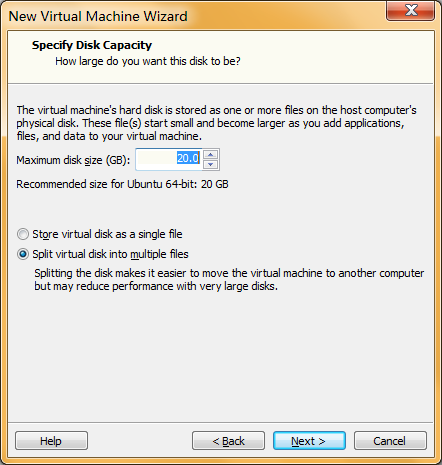 New Virtual Machine Wizard
Specify Disk Capacity
How large do you want this disk to be?
The virtual machine's hard disk is stored as one or more files on the host computer's
physical disk. These file(s) start small and become larger as you add applications,
files, and data to your virtual machine.
Maximum disk size (GB): 20.0
Recommended size for Ubuntu 64-bit: 20 GB
Store virtual disk as a single file
Split virtual disk into multiple files
Splitting the disk makes it easier to move the virtual machine to another computer
but may reduce performance with very large disks.
Help < Back Next > Cancel